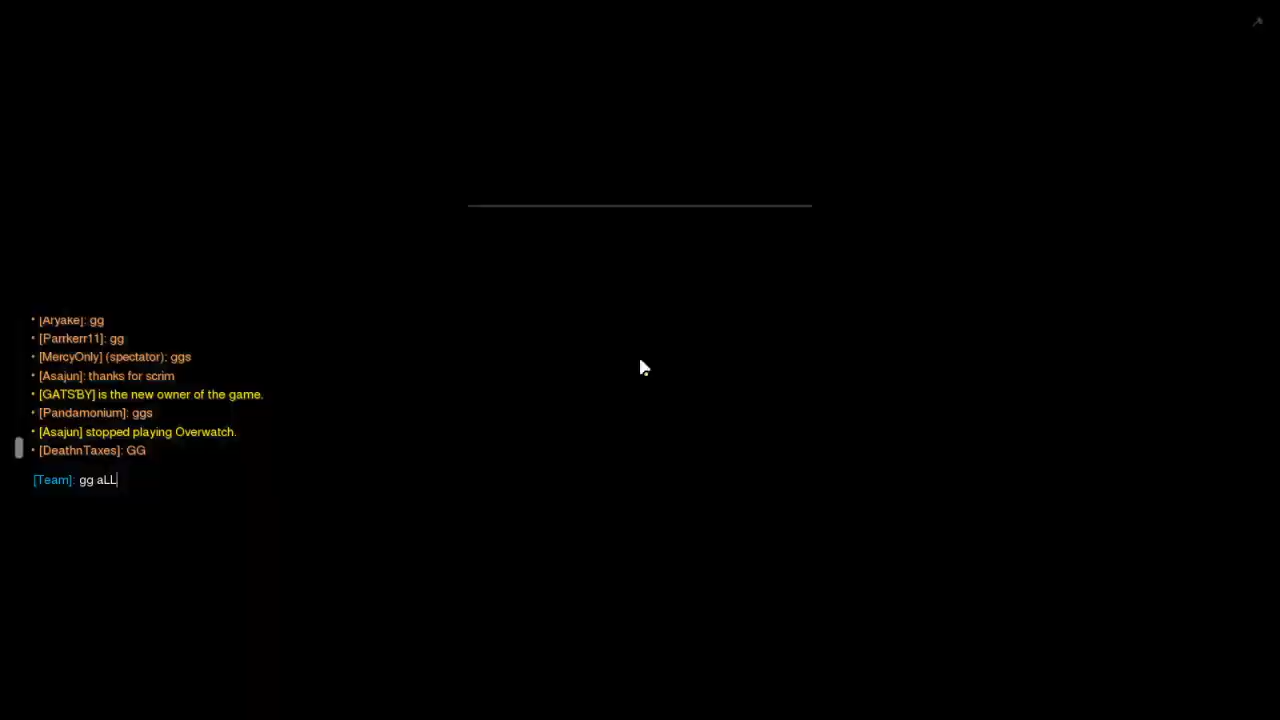 • [Aryake]: gg
• [Parrkerr11]: gg
• [MercyOnly] (spectator): ggs
• [Asajun]: thanks for scrim
• [GATSBY] is the new owner of the game.
• [Pandamonium]: ggs
• [Asajun] stopped playing Overwatch.
• [DeathnTaxes]: GG
[Team]: gg aLL